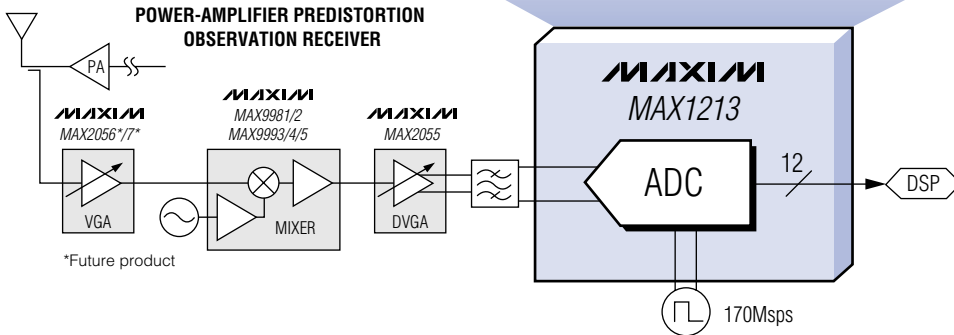 POWER-AMPLIFIER PREDISTORTION
OBSERVATION RECEIVER
PA
MAXIM
MAX2056*/7*
VGA
MAXIM
MAX9981/2
MAX9993/4/5
MIXER
MAXIM
MAX2055
DVGA
MAXIM
MAX1213
ADC
12
DSP
170Msps
*Future product